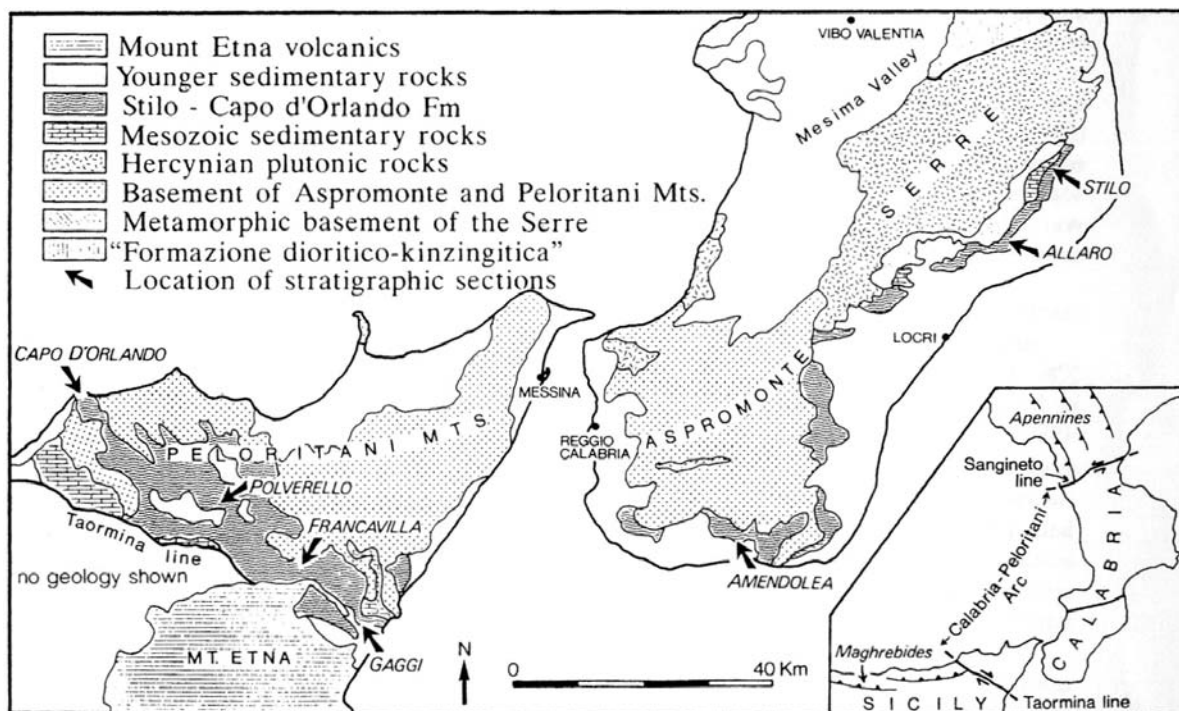 Mount Etna volcanics
Younger sedimentary rocks
Stilo - Capo d'Orlando Fm
Mesozoic sedimentary rocks
Hercynian plutonic rocks
Basement of Aspromonte and Peloritani Mts.
Metamorphic basement of the Serre
"Formazione dioritico-kinzingitica"
Location of stratigraphic sections
VIBO VALENTIA
Mesima Valley
SERRE
STILO
ALLARO
LOCRI
ASPROMONTE
REGGIO
CALABRIA
AMENDOLEA
MESSINA
CAPO D'ORLANDO
PELORITANI MTS.
POLVERELLO
FRANCAVILLA
Taormina line
no geology shown
MT. ETNA
GAGGI
N
0 40 Km
Apennines
Sangineto
line
CALABRIA
Calabria-Peloritani
Arc
Maghrebides
SICILY
Taormina line